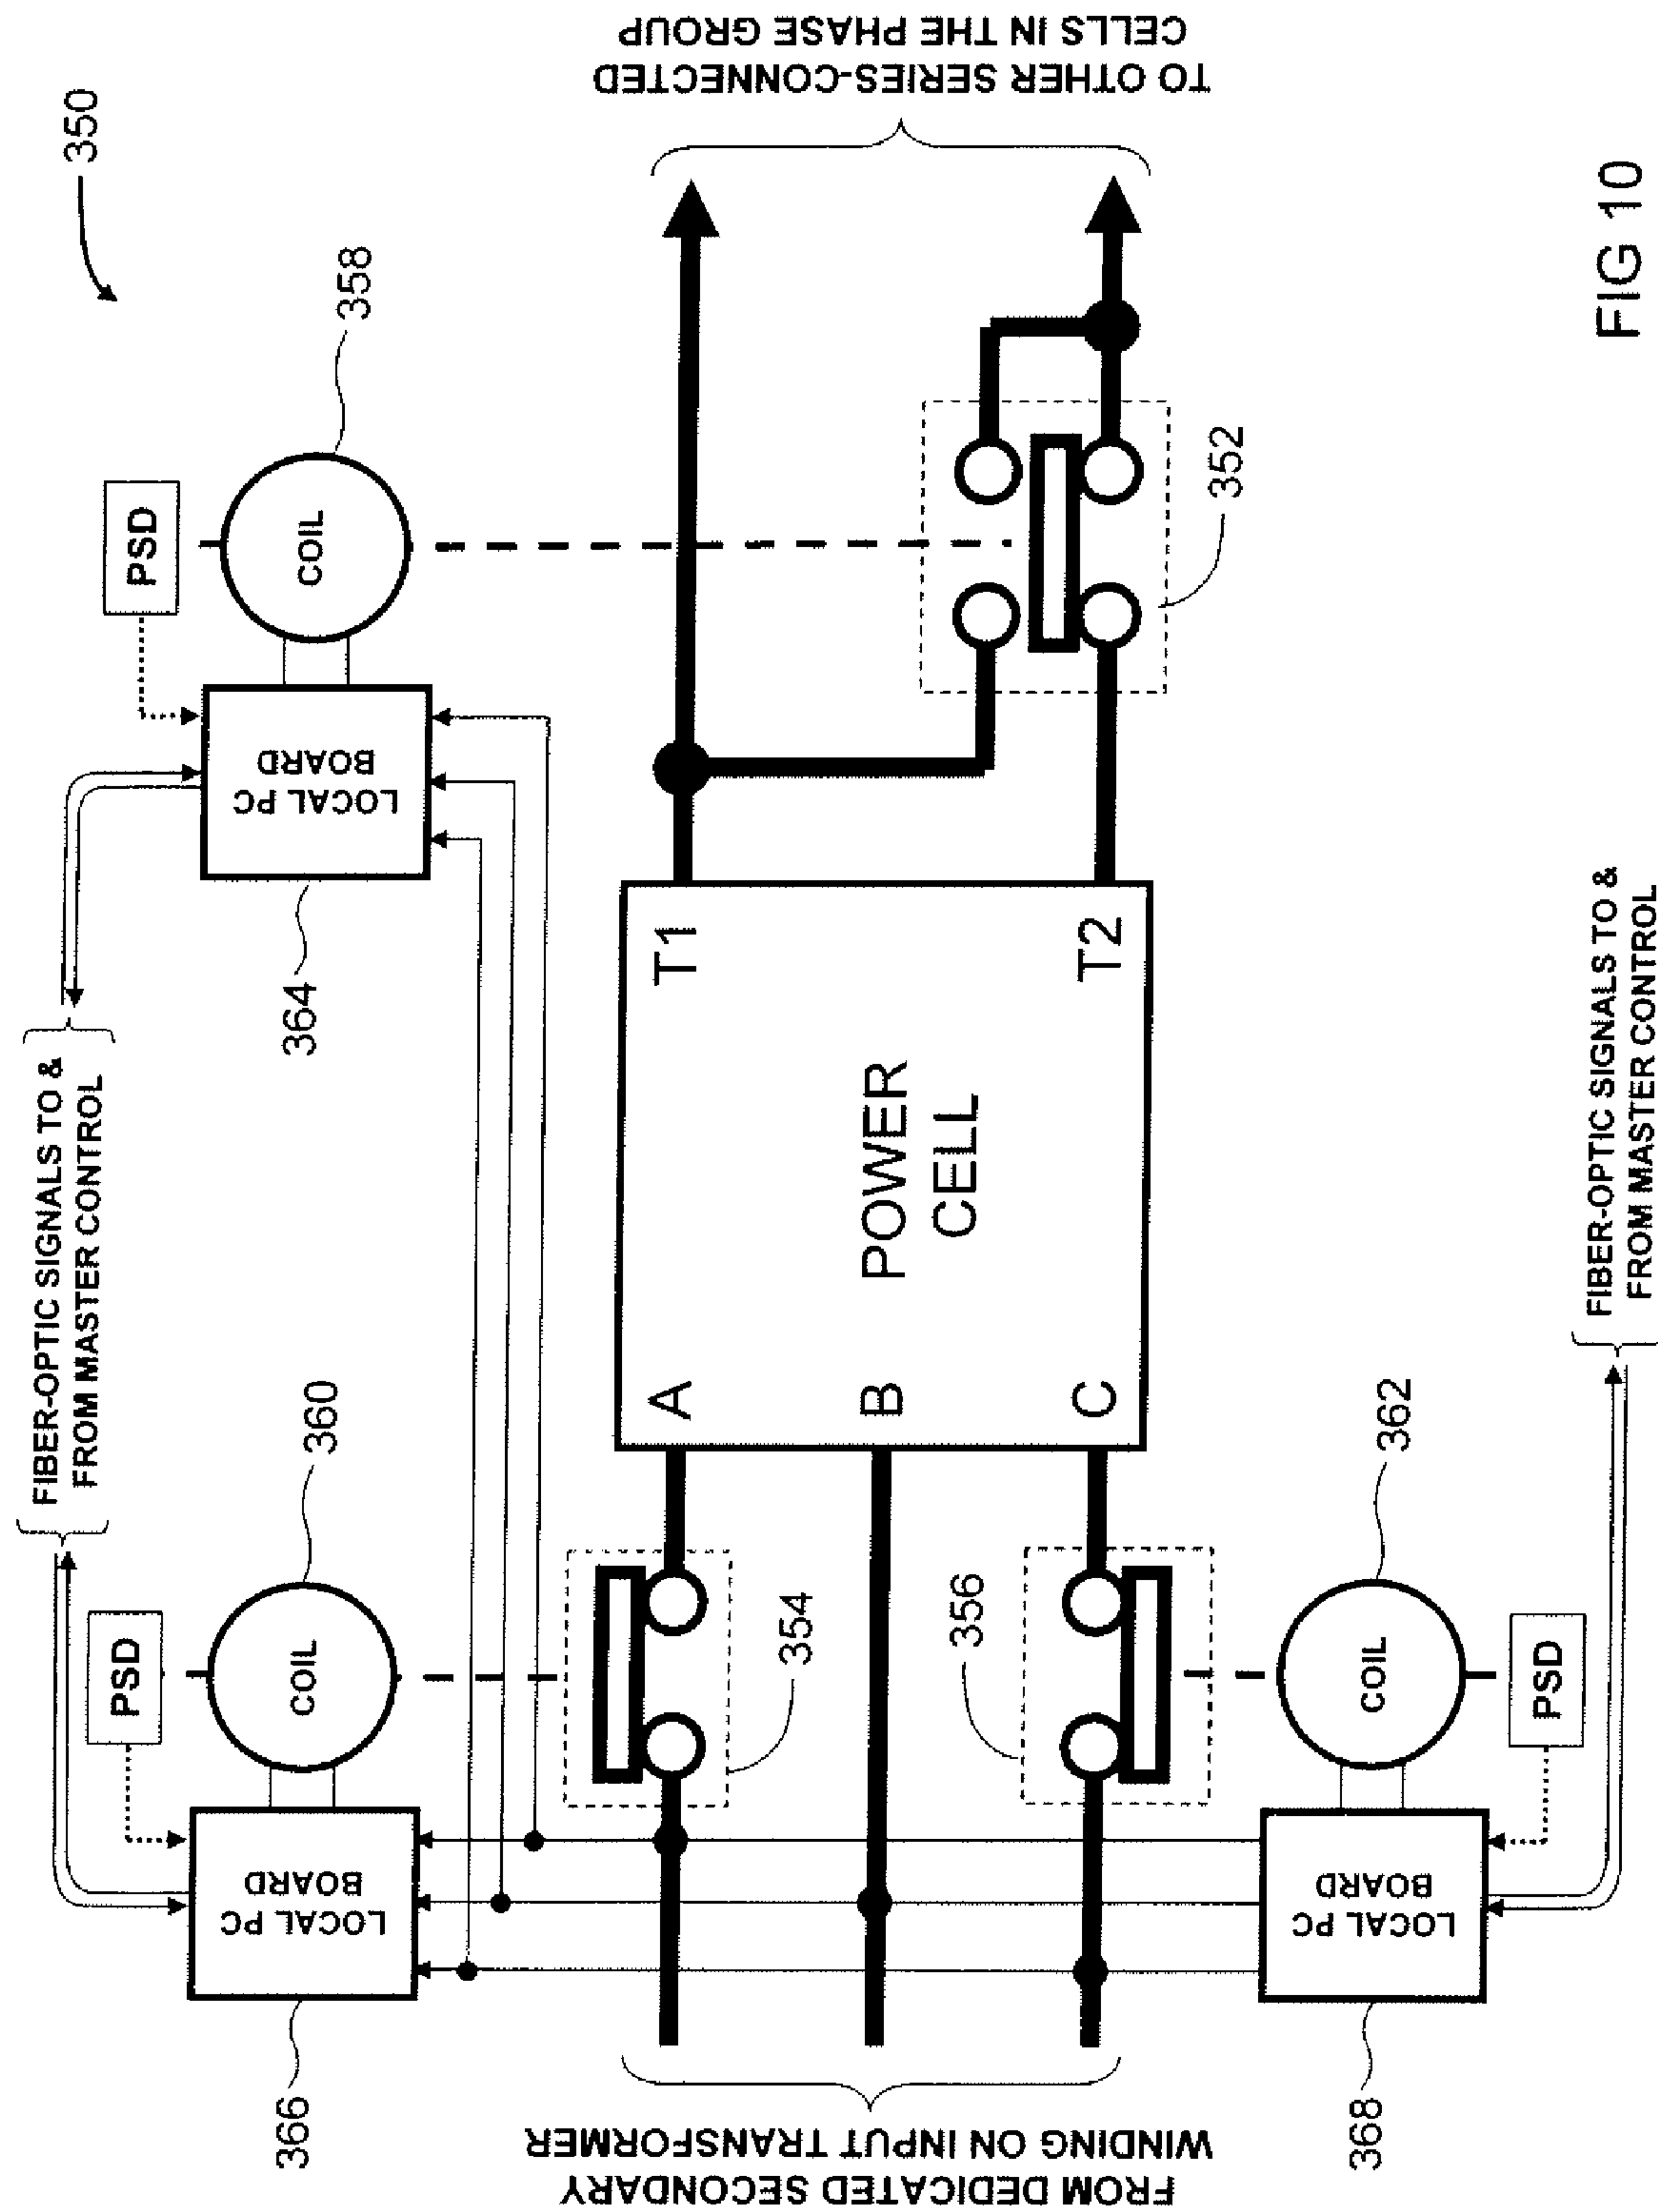 350
FIBER-OPTIC SIGNALS TO &
FROM MASTER CONTROL
PSD
COIL
360
LOCAL PC
BOARD
366
PSD
COIL
358
LOCAL PC
BOARD
364
FROM DEDICATED SECONDARY
WINDING ON INPUT TRANSFORMER
354
356
A
B
C
POWER
CELL
T1
T2
352
TO OTHER SERIES-CONNECTED
CELLS IN THE PHASE GROUP
LOCAL PC
BOARD
368
COIL
362
PSD
FIBER-OPTIC SIGNALS TO &
FROM MASTER CONTROL
FIG 10